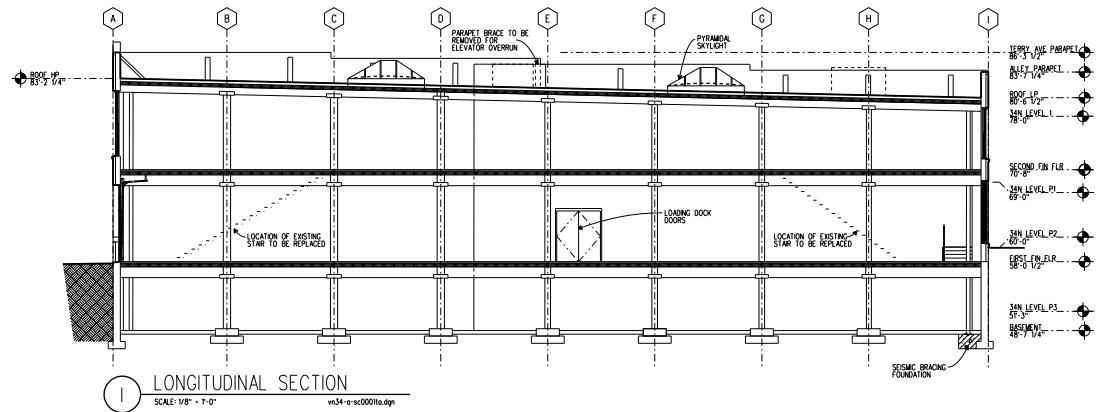 A B C D E F G H I
PARAPET BRACE TO BE
REMOVED FOR
ELEVATOR OVERRUN
PYRAMIDAL
SKYLIGHT
TERRY AVE PARAPET
86'-3 1/2"
ALLEY PARAPET
83'-7 1/4"
ROOF HP
83'-2 1/4"
ROOF LP
80'-6 1/2"
34N LEVEL 1
78'-0"
SECOND FIN FLR
70'-8"
34N LEVEL P1
69'-0"
LOADING DOCK
DOORS
LOCATION OF EXISTING
STAIR TO BE REPLACED
LOCATION OF EXISTING
STAIR TO BE REPLACED
34N LEVEL P2
60'-0"
FIRST FIN FLR
58'-0 1/2"
34N LEVEL P3
51'-3"
BASEMENT
48'-7 1/4"
SEISMIC BRACING
FOUNDATION
1 LONGITUDINAL SECTION
SCALE: 1/8" = 1'-0" vn34-a-sc0001ta.dgn